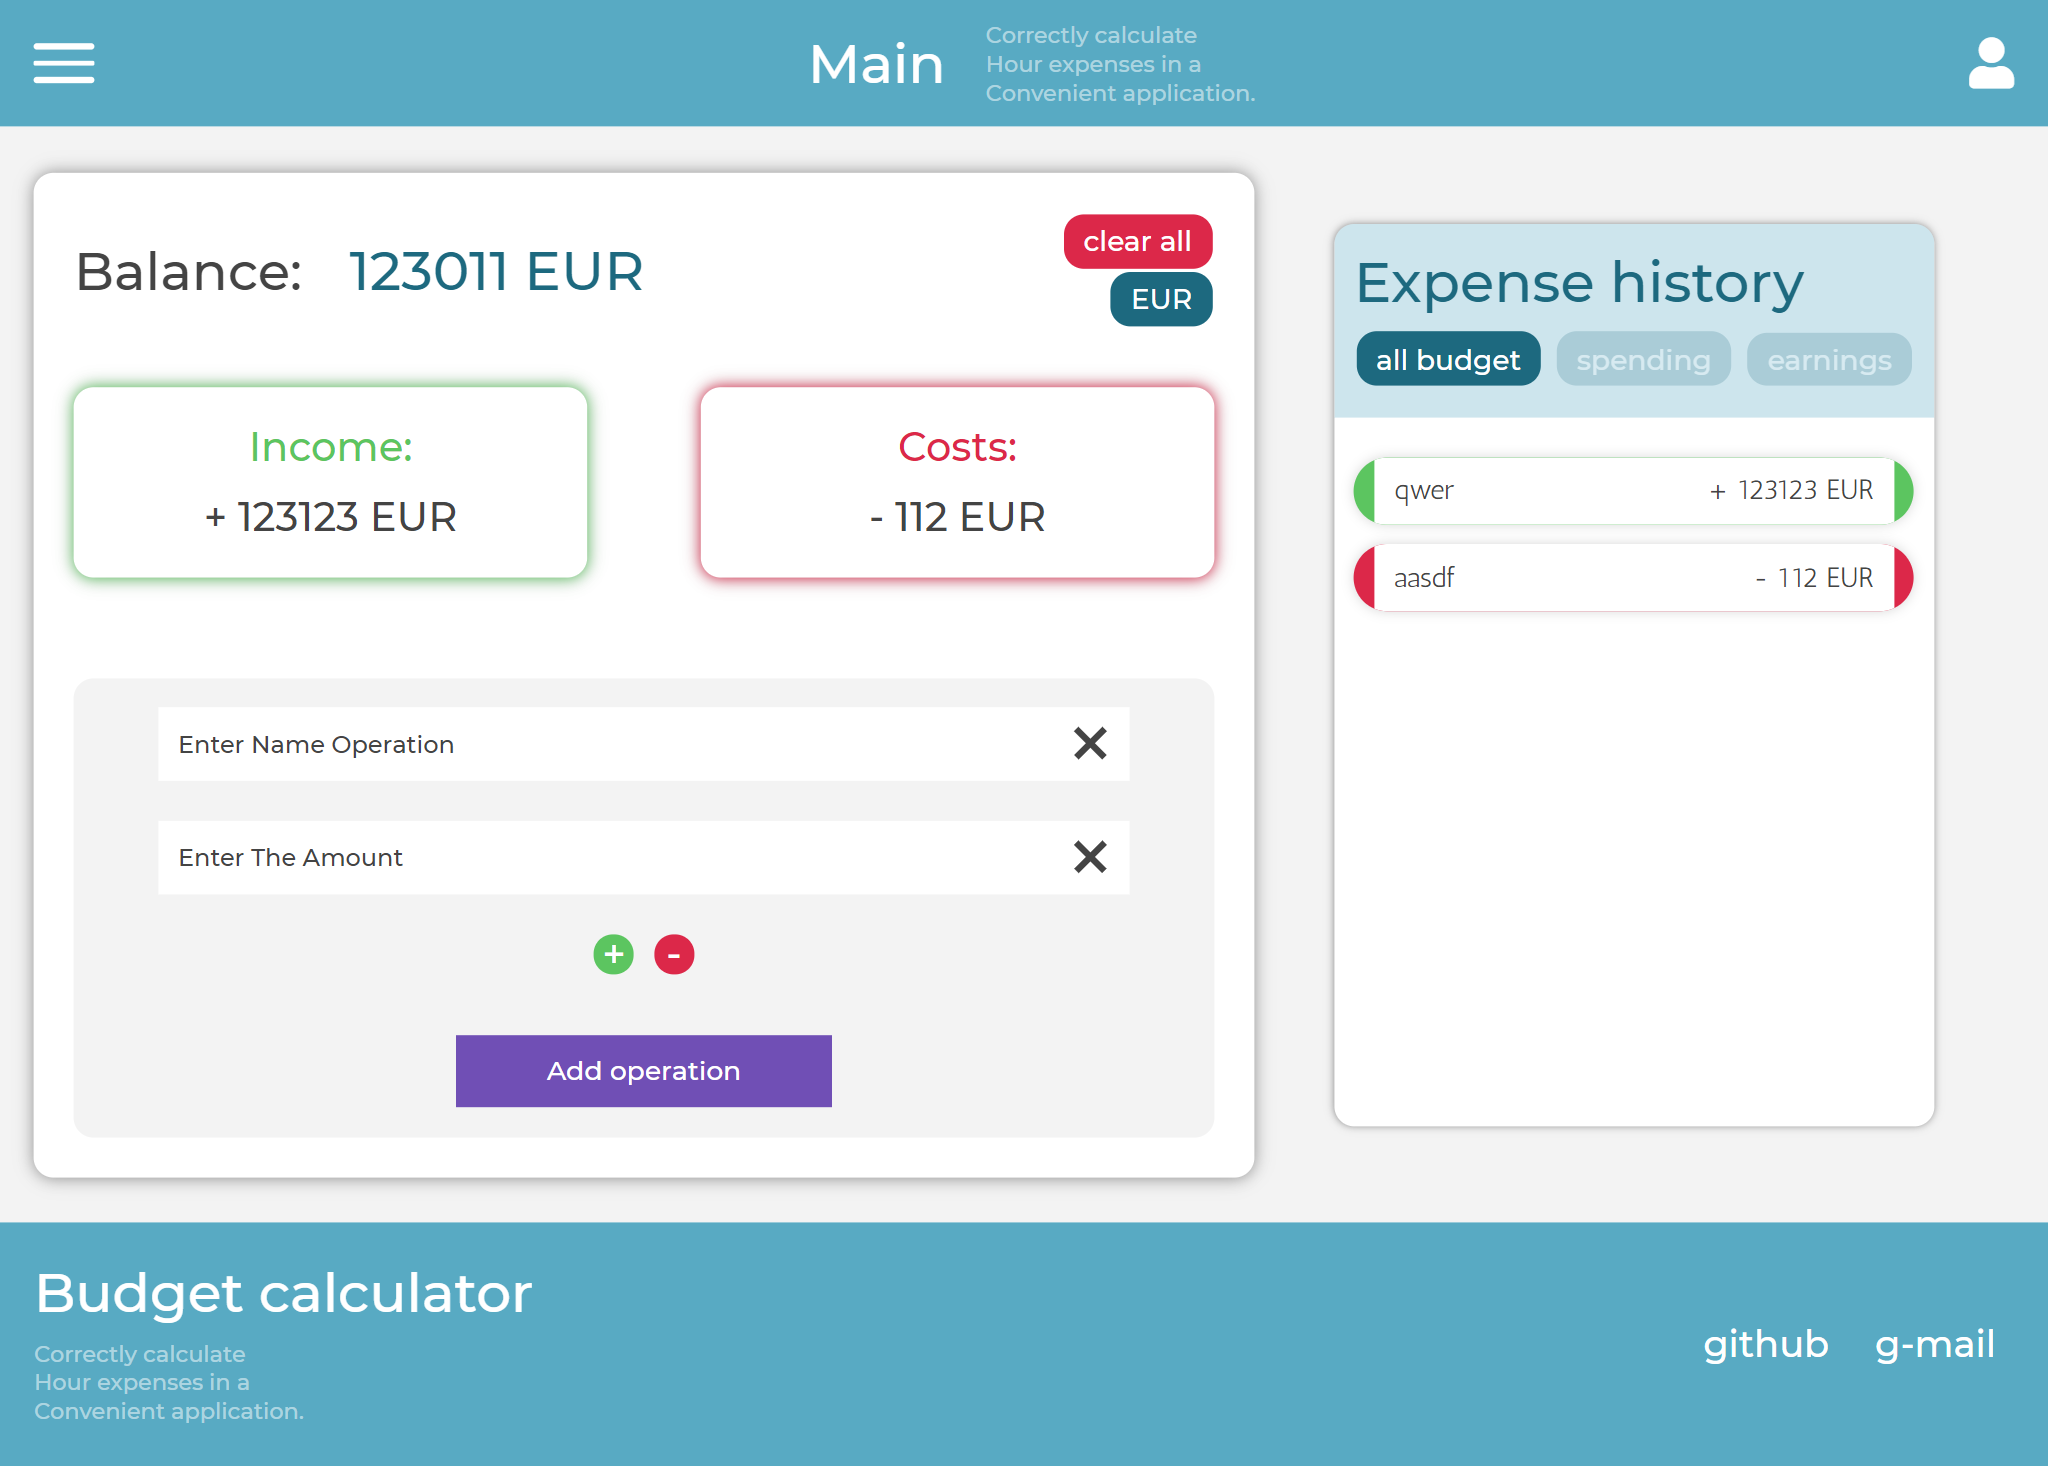 Main
Correctly calculate
Hour expenses in a
Convenient application.
Balance: 123011 EUR
clear all
EUR
Income:
+ 123123 EUR
Costs:
- 112 EUR
Enter Name Operation
Enter The Amount
+ -
Add operation
Expense history
all budget spending earnings
qwer + 123123 EUR
aasdf - 112 EUR
Budget calculator
Correctly calculate
Hour expenses in a
Convenient application.
github g-mail